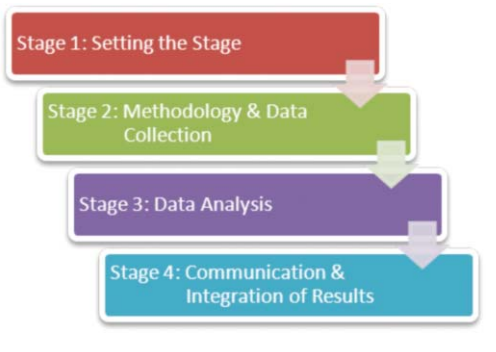 Stage 1: Setting the Stage
Stage 2: Methodology & Data
Collection
Stage 3: Data Analysis
Stage 4: Communication &
Integration of Results